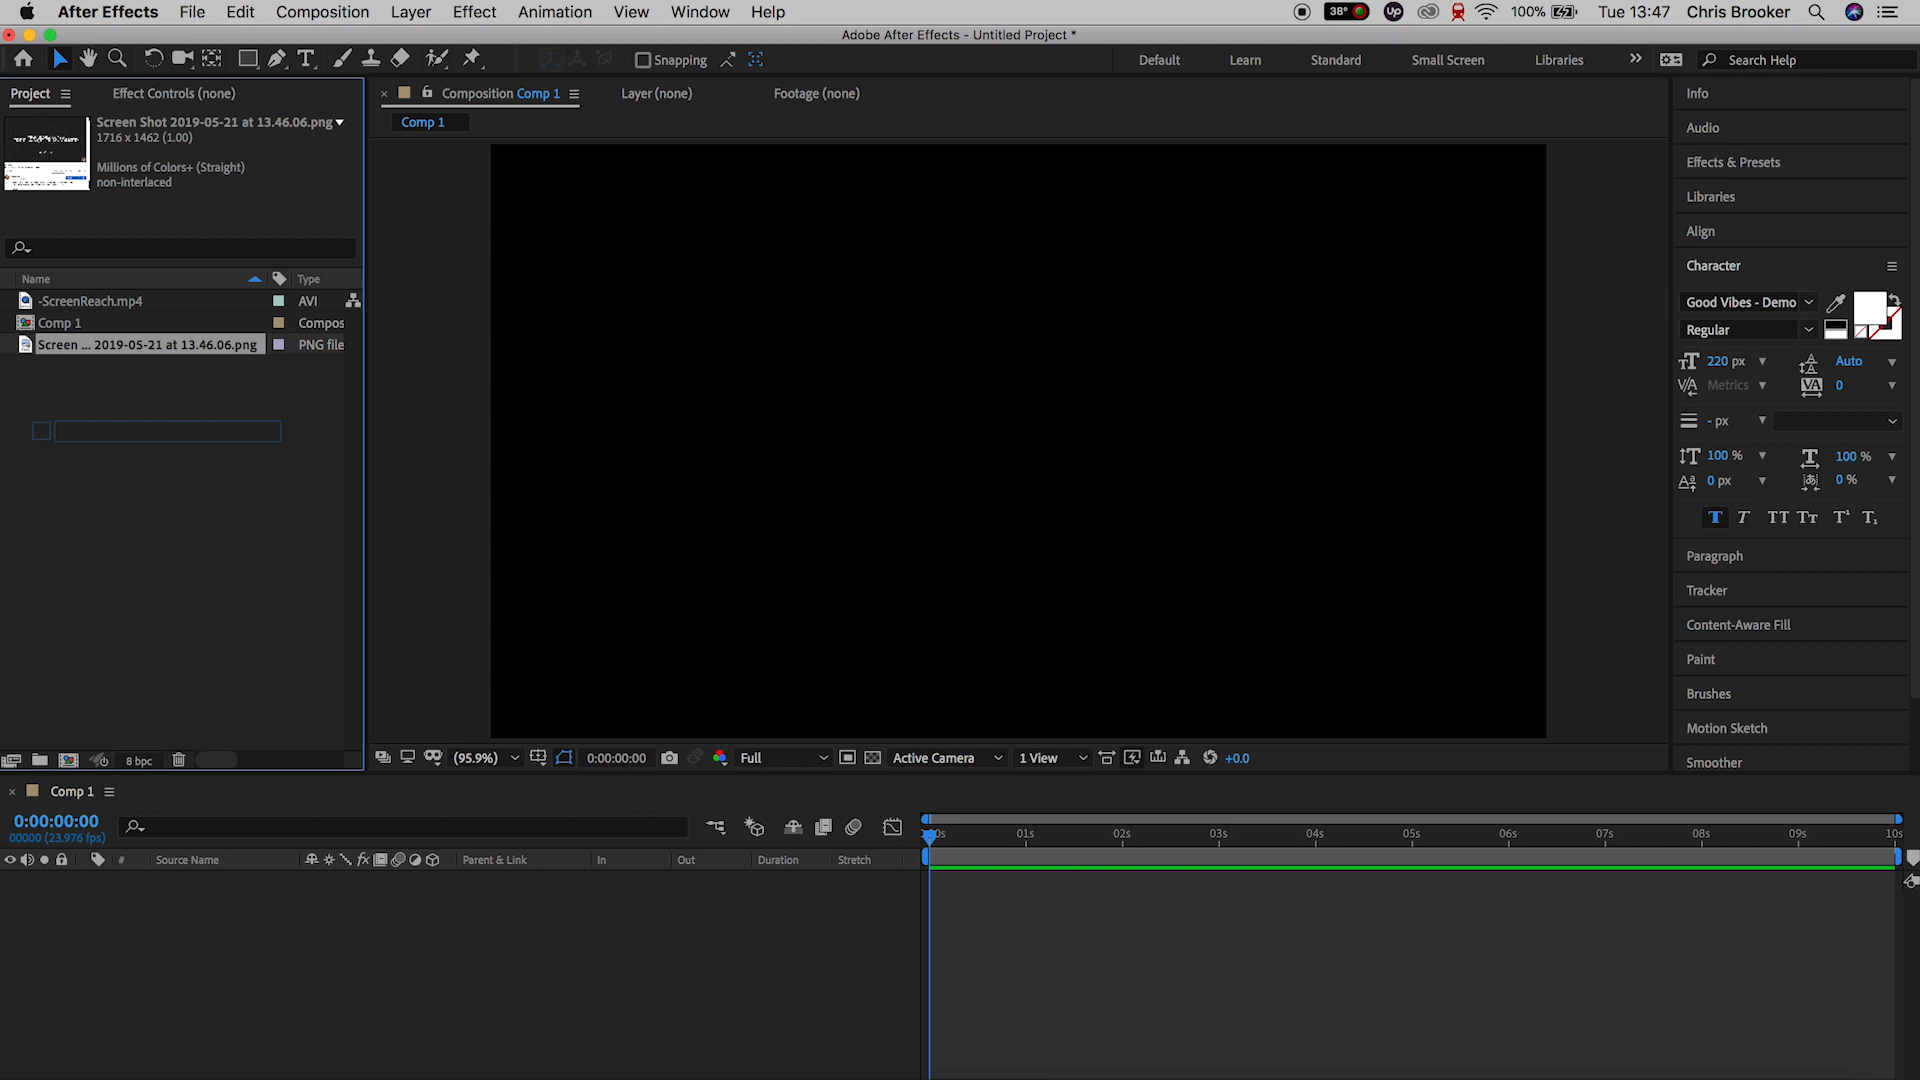 After Effects File Edit Composition Layer Effect Animation View Window Help 38° Up 100% Tue 13:47 Chris Brooker
Adobe After Effects - Untitled Project *
Snapping Default Learn Standard Small Screen Libraries Search Help
Project Effect Controls (none) Composition Comp 1 Layer (none) Footage (none)
Comp 1
Screen Shot 2019-05-21 at 13.46.06.png
1716 x 1462 (1.00)
Millions of Colors+ (Straight)
non-interlaced
Name Type
-ScreenReach.mp4 AVI
Comp 1 Compos
Screen ... 2019-05-21 at 13.46.06.png PNG file
8 bpc
(95.9%) 0:00:00:00 Full Active Camera 1 View +0.0
Info
Audio
Effects & Presets
Libraries
Align
Character
Good Vibes - Demo
Regular
220 px Auto
Metrics 0
- px
100 % 100 %
0 px 0 %
T T TT TT T¹ T₁
Paragraph
Tracker
Content-Aware Fill
Paint
Brushes
Motion Sketch
Smoother
Comp 1
0:00:00:00
00000 (23.976 fps)
01s 02s 03s 04s 05s 06s 07s 08s 09s 10s
# Source Name fx Parent & Link In Out Duration Stretch